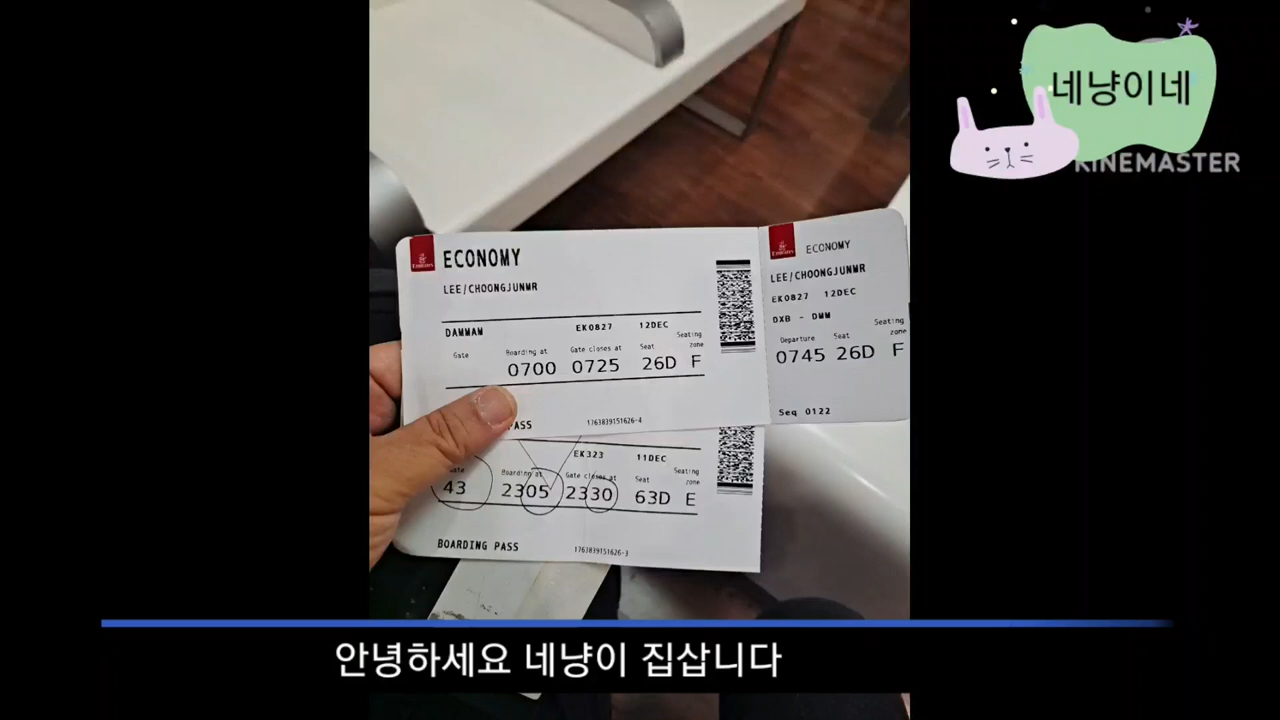 네냥이네
KINEMASTER
Emirates
ECONOMY
LEE/CHOONGJUNMR
DAMMAM EK0827 12DEC
Gate Boarding at Gate closes at Seat Seating zone
0700 0725 26D F
PASS 1763839151626-4
Emirates
ECONOMY
LEE/CHOONGJUNMR
EK0827 12DEC
DXB - DMM
Departure Seat Seating zone
0745 26D F
Seq 0122
EK323 11DEC
Gate Boarding at Gate closes at Seat Seating zone
43 2305 2330 63D E
BOARDING PASS 1763839151626-3
안녕하세요 네냥이 집삽니다